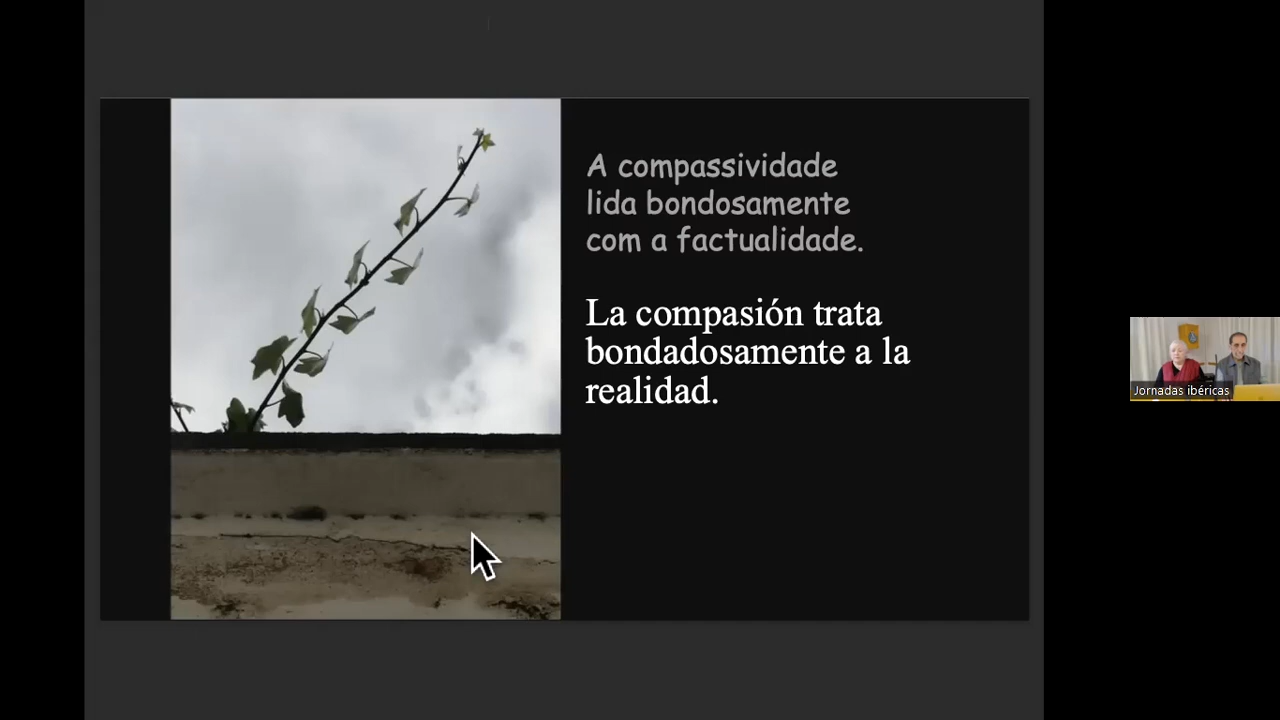 A compassividade
lida bondosamente
com a factualidade.
La compasión trata
bondadosamente a la
realidad.
Jornadas ibéricas